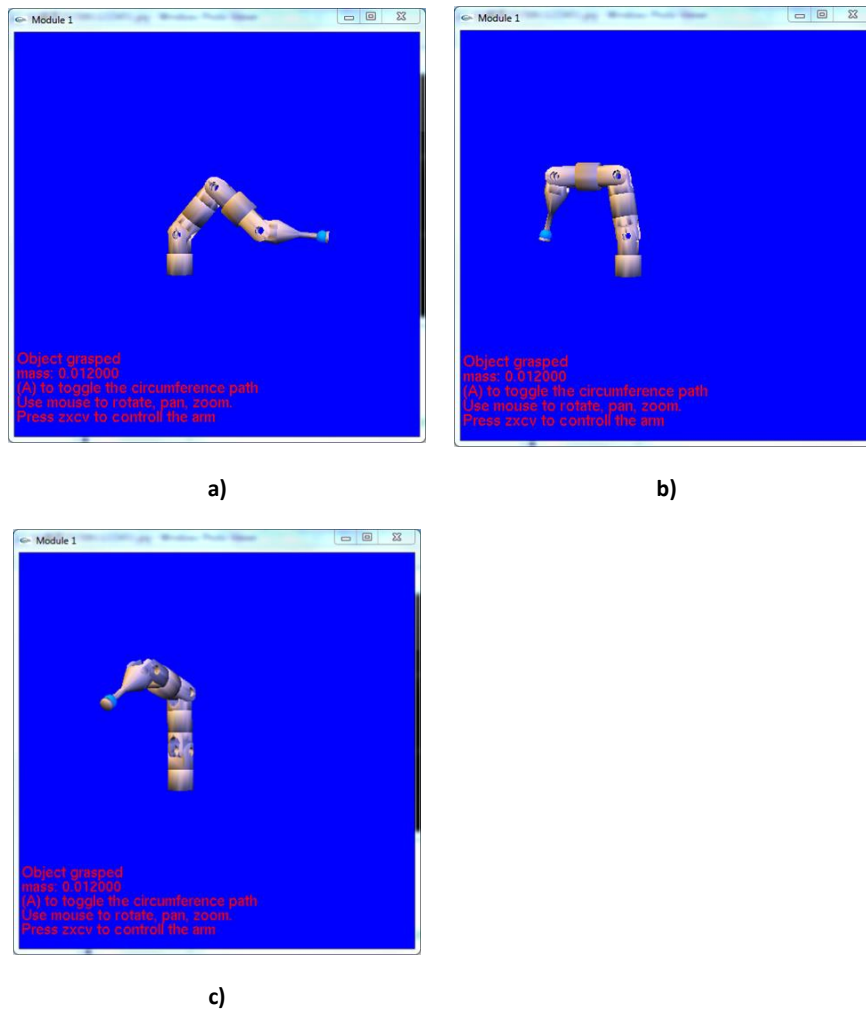 Module 1
Object grasped
mass: 0.012000
(A) to toggle the circumference path
Use mouse to rotate, pan, zoom.
Press zxcv to controll the arm
a)
Module 1
Object grasped
mass: 0.012000
(A) to toggle the circumference path
Use mouse to rotate, pan, zoom.
Press zxcv to controll the arm
b)
Module 1
Object grasped
mass: 0.012000
(A) to toggle the circumference path
Use mouse to rotate, pan, zoom.
Press zxcv to controll the arm
c)